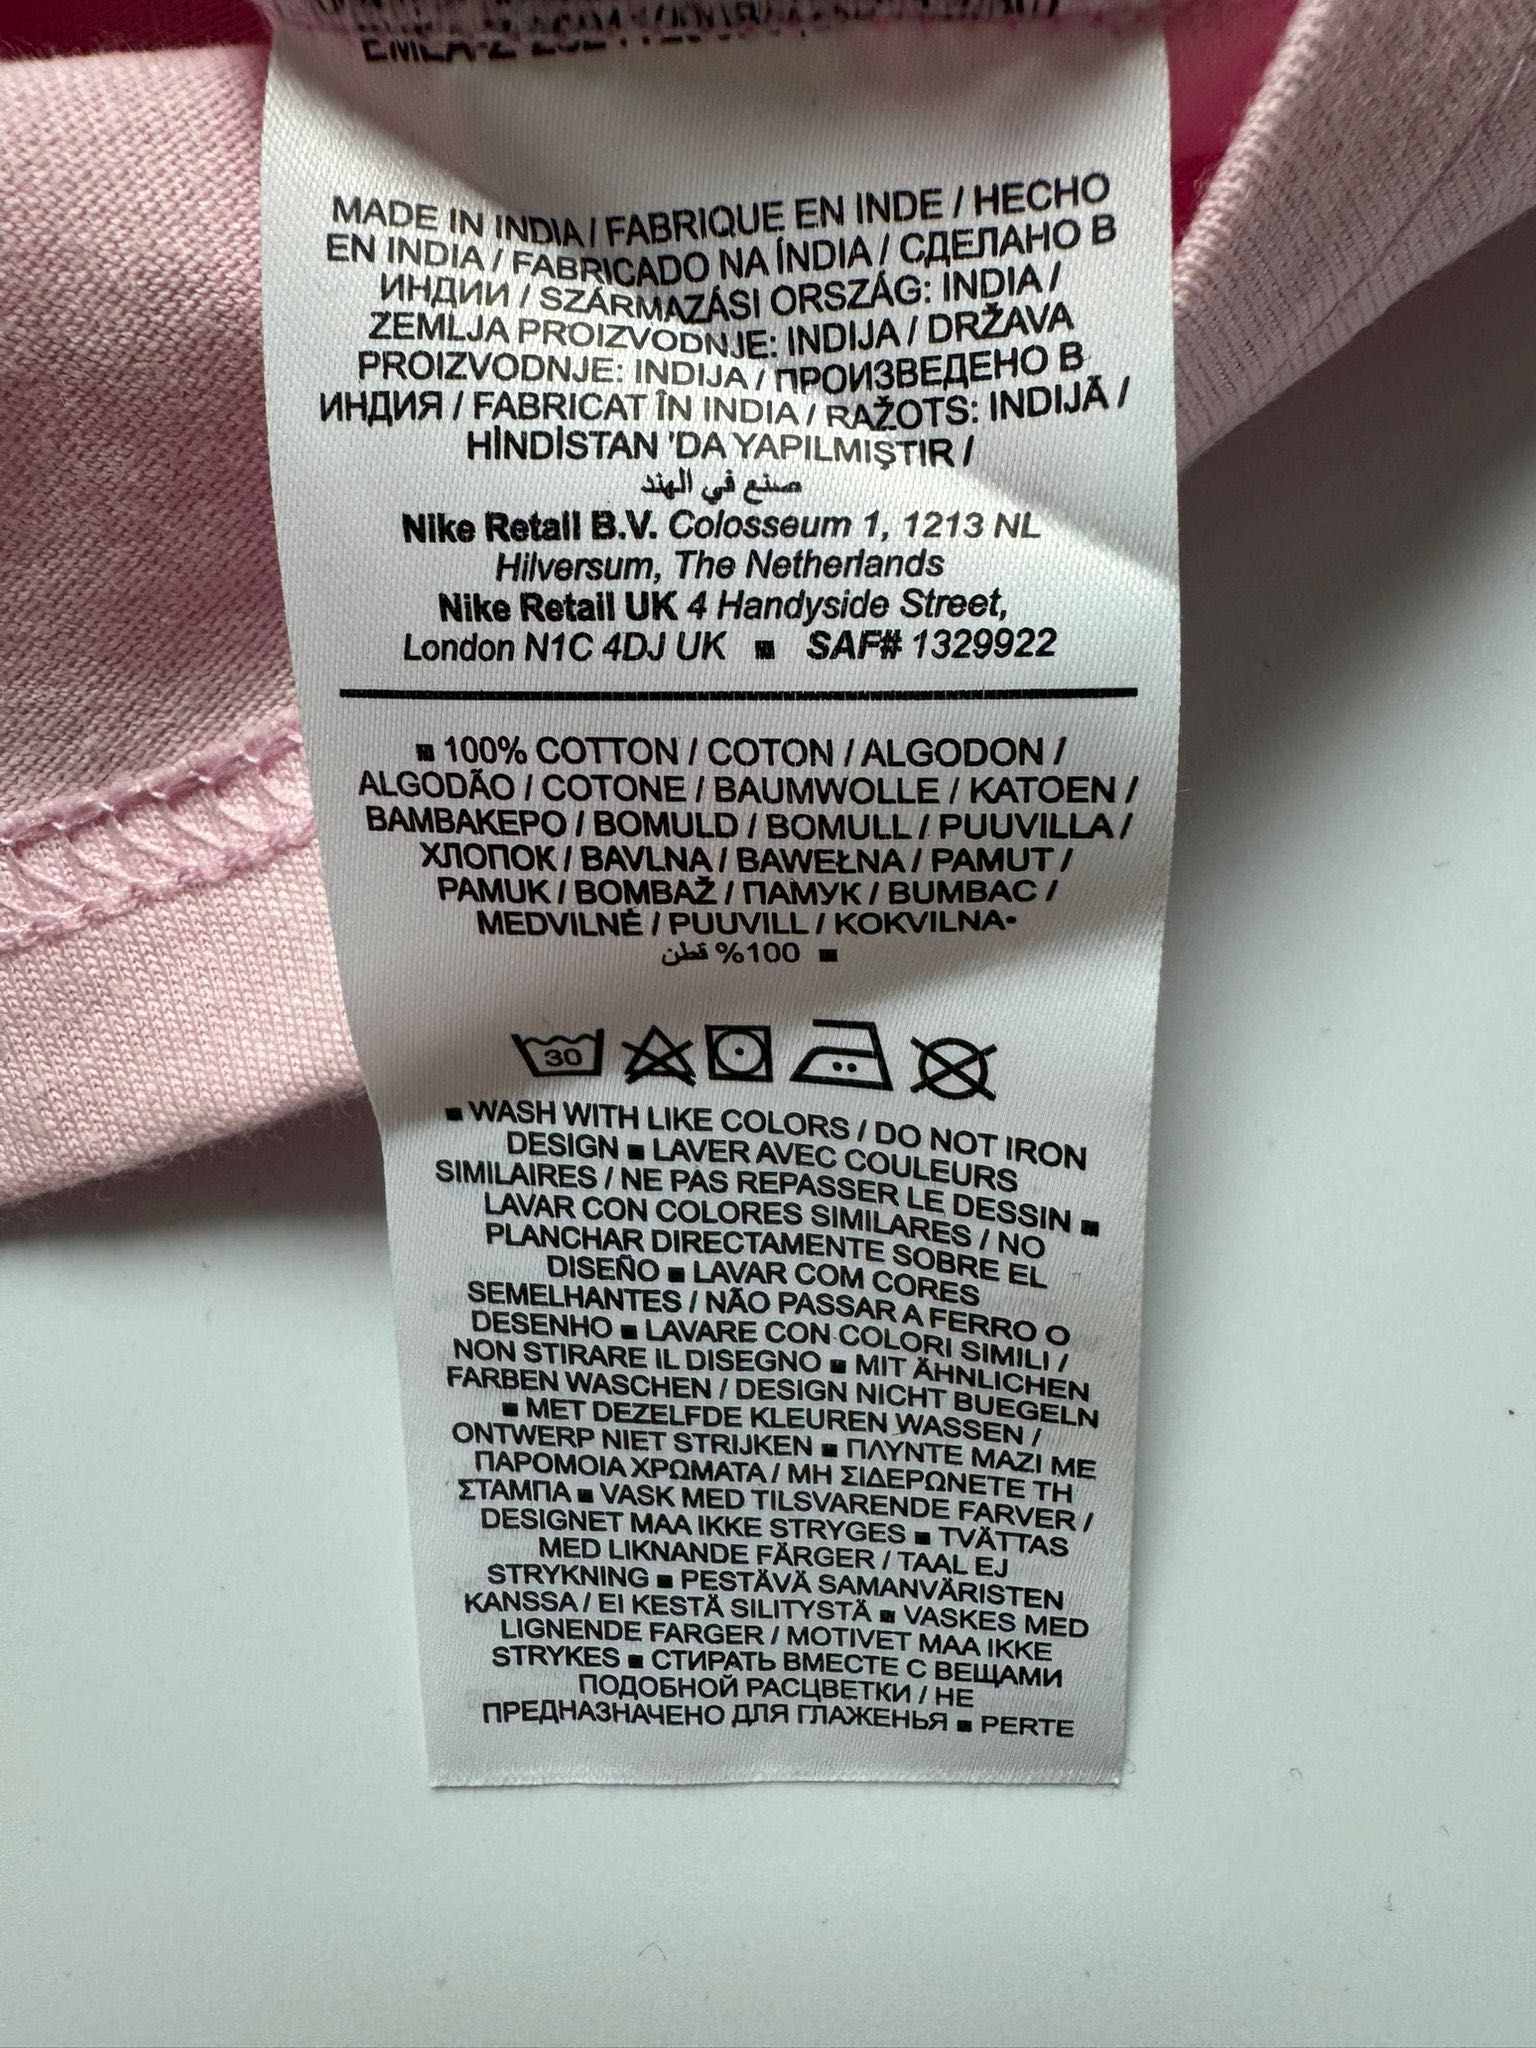 MADE IN INDIA / FABRIQUE EN INDE / HECHO
EN INDIA / FABRICADO NA ÍNDIA / СДЕЛАНО В
ИНДИИ / SZÁRMAZÁSI ORSZÁG: INDIA /
ZEMLJA PROIZVODNJE: INDIJA / DRŽAVA
PROIZVODNJE: INDIJA / ПРОИЗВЕДЕНО В
ИНДИЯ / FABRICAT ÎN INDIA / RAŽOTS: INDIJĀ /
HİNDİSTAN 'DA YAPILMIŞTIR /
صنع في الهند
Nike Retail B.V. Colosseum 1, 1213 NL
Hilversum, The Netherlands
Nike Retail UK 4 Handyside Street,
London N1C 4DJ UK ■ SAF# 1329922
■ 100% COTTON / COTON / ALGODON /
ALGODÃO / COTONE / BAUMWOLLE / KATOEN /
ΒΑΜΒΑΚΕΡΟ / BOMULD / BOMULL / PUUVILLA /
ХЛОПОК / BAVLNA / BAWEŁNA / PAMUT /
PAMUK / BOMBAŽ / ПАМУК / BUMBAC /
MEDVILNĖ / PUUVILL / KOKVILNA-
100% قطن ■
30
■ WASH WITH LIKE COLORS / DO NOT IRON
DESIGN ■ LAVER AVEC COULEURS
SIMILAIRES / NE PAS REPASSER LE DESSIN ■
LAVAR CON COLORES SIMILARES / NO
PLANCHAR DIRECTAMENTE SOBRE EL
DISEÑO ■ LAVAR COM CORES
SEMELHANTES / NÃO PASSAR A FERRO O
DESENHO ■ LAVARE CON COLORI SIMILI /
NON STIRARE IL DISEGNO ■ MIT ÄHNLICHEN
FARBEN WASCHEN / DESIGN NICHT BUEGELN
■ MET DEZELFDE KLEUREN WASSEN /
ONTWERP NIET STRIJKEN ■ ΠΛΥΝΤΕ ΜΑΖΙ ΜΕ
ΠΑΡΟΜΟΙΑ ΧΡΩΜΑΤΑ / ΜΗ ΣΙΔΕΡΩΝΕΤΕ ΤΗ
ΣΤΑΜΠΑ ■ VASK MED TILSVARENDE FARVER /
DESIGNET MAA IKKE STRYGES ■ TVÄTTAS
MED LIKNANDE FÄRGER / TAAL EJ
STRYKNING ■ PESTÄVÄ SAMANVÄRISTEN
KANSSA / EI KESTÄ SILITYSTÄ ■ VASKES MED
LIGNENDE FARGER / MOTIVET MAA IKKE
STRYKES ■ СТИРАТЬ ВМЕСТЕ С ВЕЩАМИ
ПОДОБНОЙ РАСЦВЕТКИ / НЕ
ПРЕДНАЗНАЧЕНО ДЛЯ ГЛАЖЕНЬЯ ■ PERTE